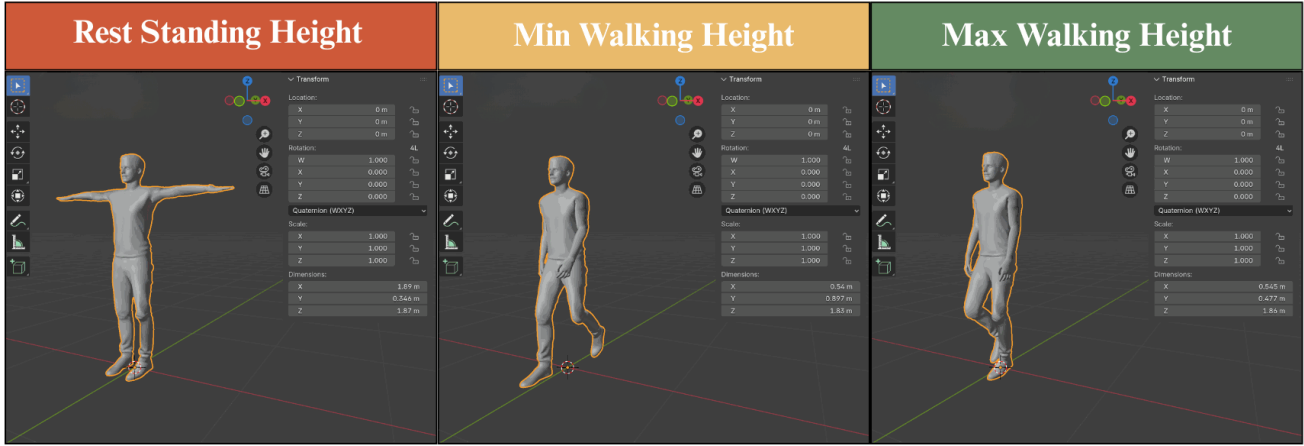 Rest Standing Height
Min Walking Height
Max Walking Height
Z
Y
X
Transform
Location:
X 0 m
Y 0 m
Z 0 m
Rotation: 4L
W 1.000
X 0.000
Y 0.000
Z 0.000
Quaternion (WXYZ)
Scale:
X 1.000
Y 1.000
Z 1.000
Dimensions:
X 1.89 m
Y 0.346 m
Z 1.87 m
Z
Y
X
Transform
Location:
X 0 m
Y 0 m
Z 0 m
Rotation: 4L
W 1.000
X 0.000
Y 0.000
Z 0.000
Quaternion (WXYZ)
Scale:
X 1.000
Y 1.000
Z 1.000
Dimensions:
X 0.54 m
Y 0.897 m
Z 1.83 m
Z
Y
X
Transform
Location:
X 0 m
Y 0 m
Z 0 m
Rotation: 4L
W 1.000
X 0.000
Y 0.000
Z 0.000
Quaternion (WXYZ)
Scale:
X 1.000
Y 1.000
Z 1.000
Dimensions:
X 0.545 m
Y 0.477 m
Z 1.86 m